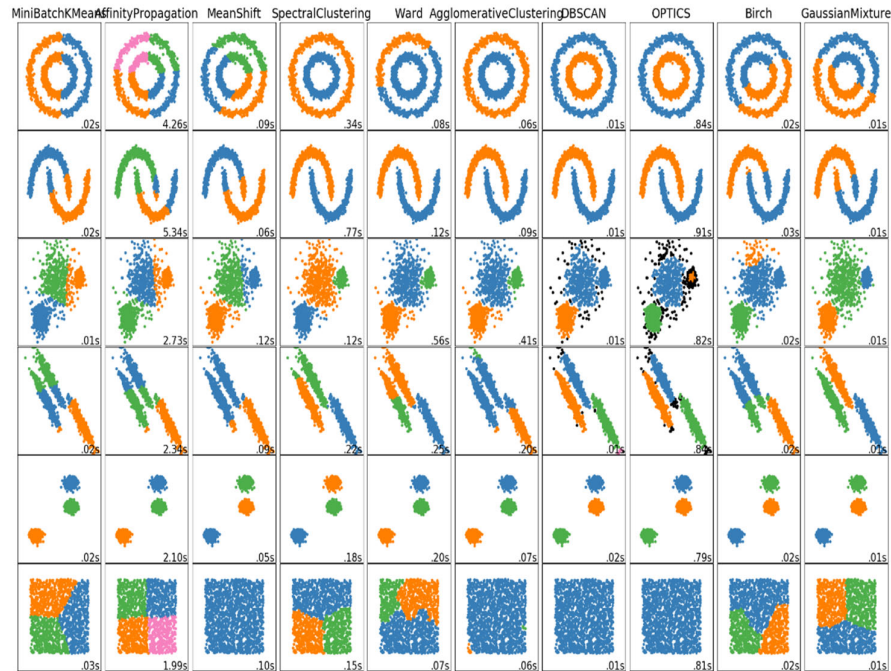 MiniBatchKMeans AffinityPropagation MeanShift SpectralClustering Ward AgglomerativeClustering DBSCAN OPTICS Birch GaussianMixture
.02s 4.26s .09s .34s .08s .06s .01s .84s .02s .01s
.02s 5.34s .06s .77s .12s .09s .01s .91s .03s .01s
.01s 2.73s .12s .12s .56s .41s .01s .82s .02s .01s
.02s 2.34s .09s .22s .25s .20s .01s .84s .02s .01s
.02s 2.10s .05s .18s .20s .07s .02s .79s .02s .01s
.03s 1.99s .10s .15s .07s .06s .01s .81s .02s .01s